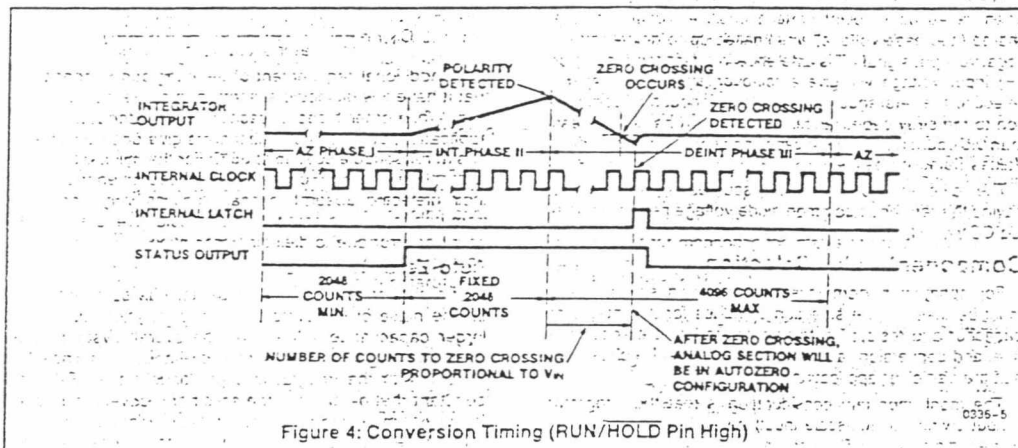 POLARITY
DETECTED
ZERO CROSSING
OCCURS
INTEGRATOR
OUTPUT
ZERO CROSSING
DETECTED
AZ PHASE I
INT PHASE II
DEINT PHASE III
AZ
INTERNAL CLOCK
INTERNAL LATCH
STATUS OUTPUT
2048
COUNTS
MIN.
FIXED
2048
COUNTS
4096 COUNTS
MAX
NUMBER OF COUNTS TO ZERO CROSSING
PROPORTIONAL TO VIN
AFTER ZERO CROSSING,
ANALOG SECTION WILL
BE IN AUTOZERO
CONFIGURATION
0335-5
Figure 4: Conversion Timing (RUN/HOLD Pin High)